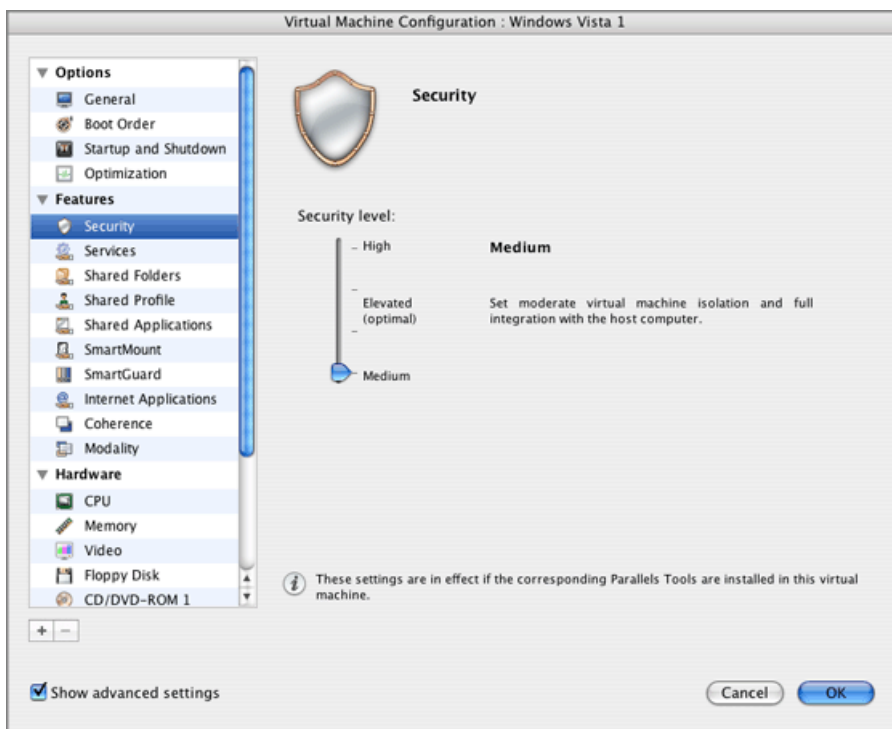 Virtual Machine Configuration : Windows Vista 1
Options
General
Boot Order
Startup and Shutdown
Optimization
Features
Security
Services
Shared Folders
Shared Profile
Shared Applications
SmartMount
SmartGuard
Internet Applications
Coherence
Modality
Hardware
CPU
Memory
Video
Floppy Disk
CD/DVD-ROM 1
Security
Security level:
High
Elevated
(optimal)
Medium
Medium
Set moderate virtual machine isolation and full
integration with the host computer.
These settings are in effect if the corresponding Parallels Tools are installed in this virtual
machine.
Show advanced settings
Cancel
OK